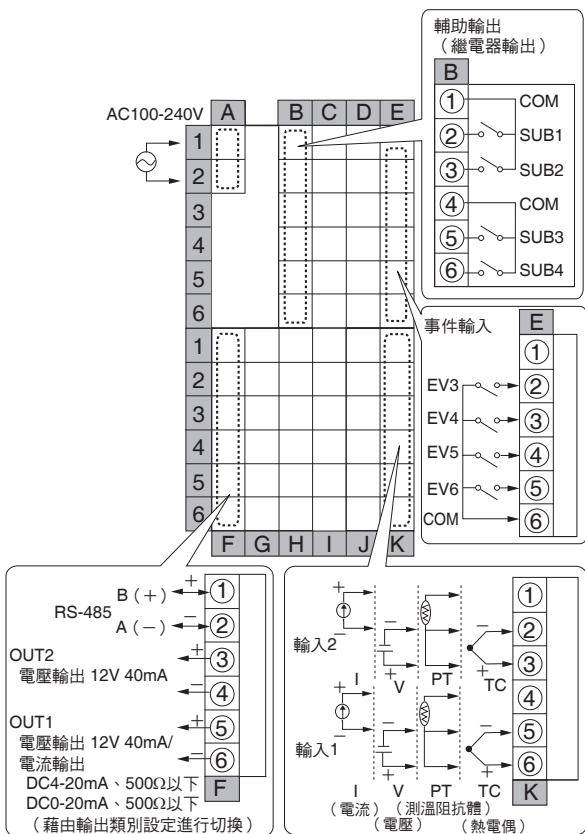 輔助輸出
（繼電器輸出）
B
① COM
② SUB1
③ SUB2
④ COM
⑤ SUB3
⑥ SUB4
AC100-240V
A B C D E
1
2
3
4
5
6
1
2
3
4
5
6
F G H I J K
事件輸入
E
①
EV3 ②
EV4 ③
EV5 ④
EV6 ⑤
COM ⑥
B（＋） + ①
RS-485
A（－） − ②
OUT2 + ③
電壓輸出 12V 40mA
− ④
OUT1 + ⑤
電壓輸出 12V 40mA/
電流輸出 − ⑥
DC4-20mA、500Ω以下 F
DC0-20mA、500Ω以下
（藉由輸出類別設定進行切換）
①
+ − − ②
輸入2
− + + ③
I V PT TC
④
+ − − ⑤
輸入1
− + + ⑥
I V PT TC K
（電流） （測溫阻抗體）
（電壓） （熱電偶）